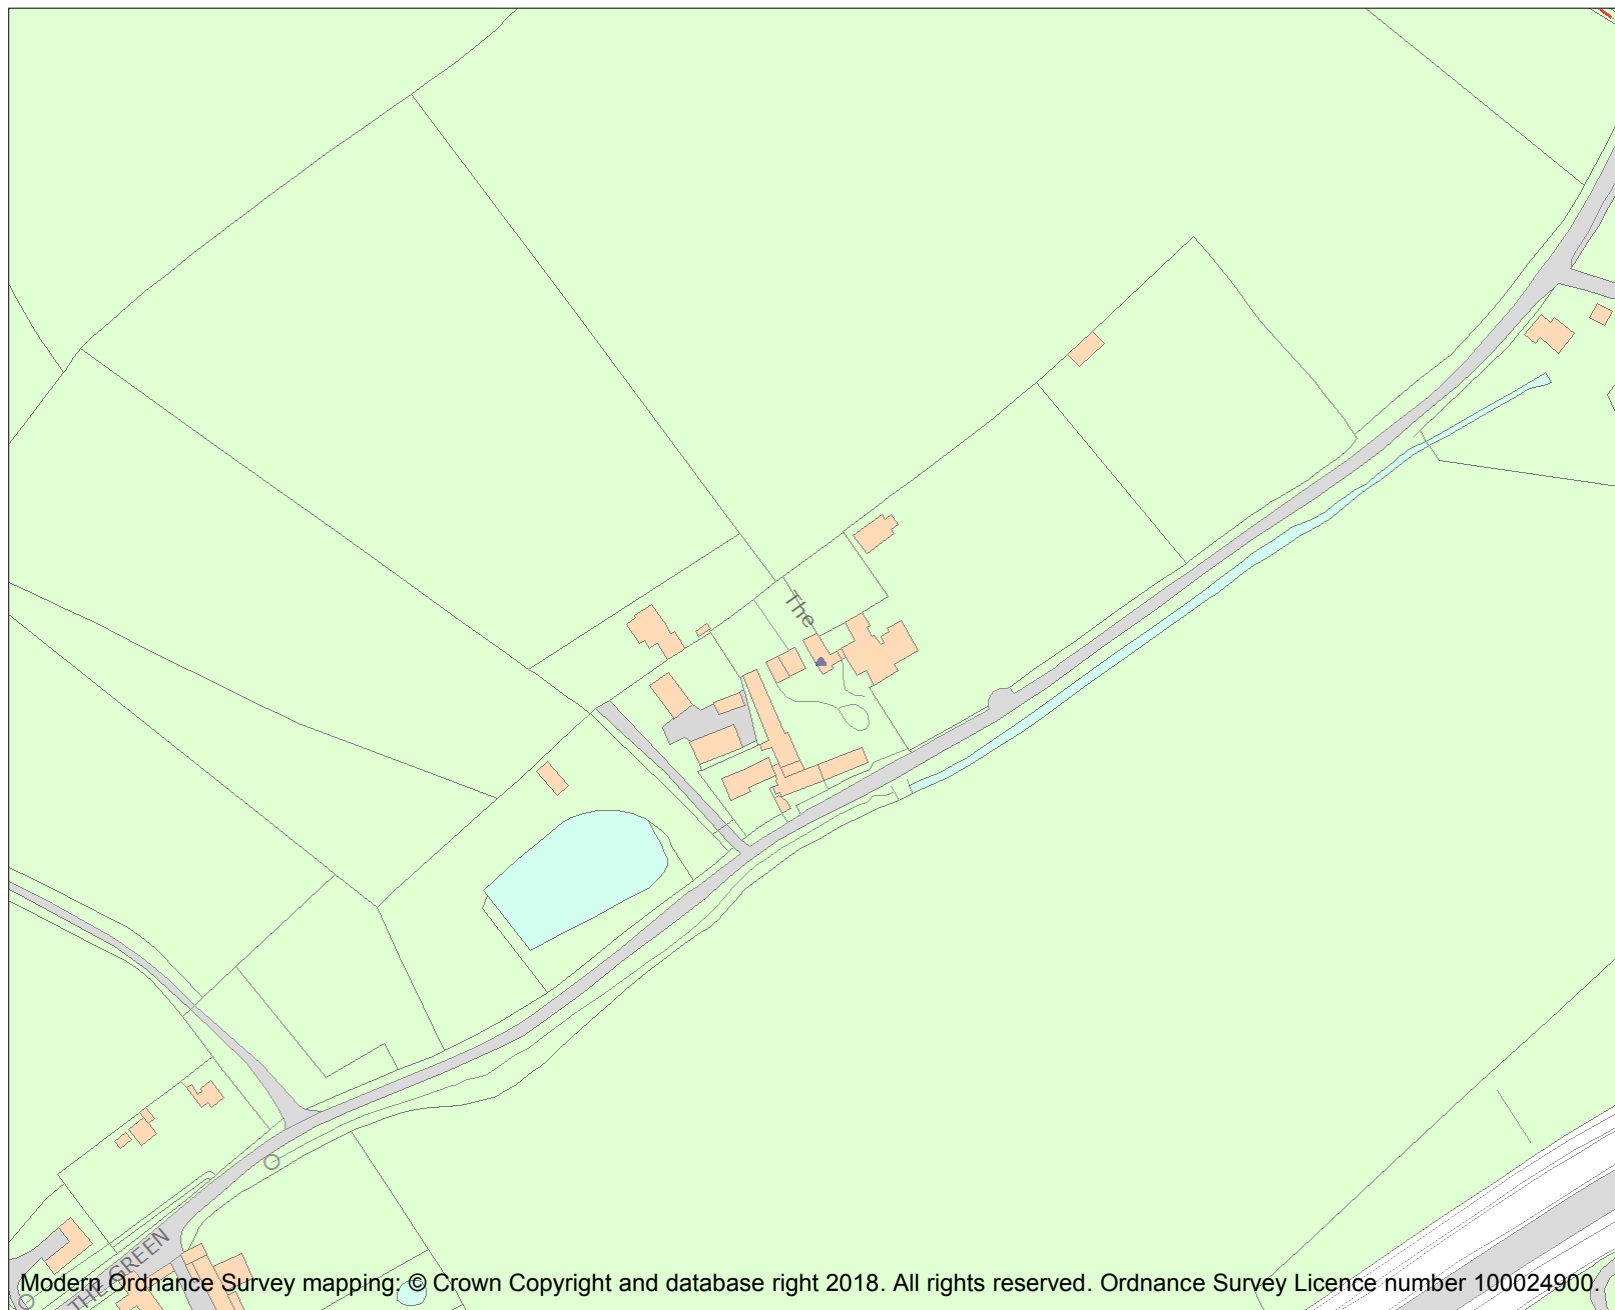 The
THE GREEN
Modern Ordnance Survey mapping: © Crown Copyright and database right 2018. All rights reserved. Ordnance Survey Licence number 100024900.